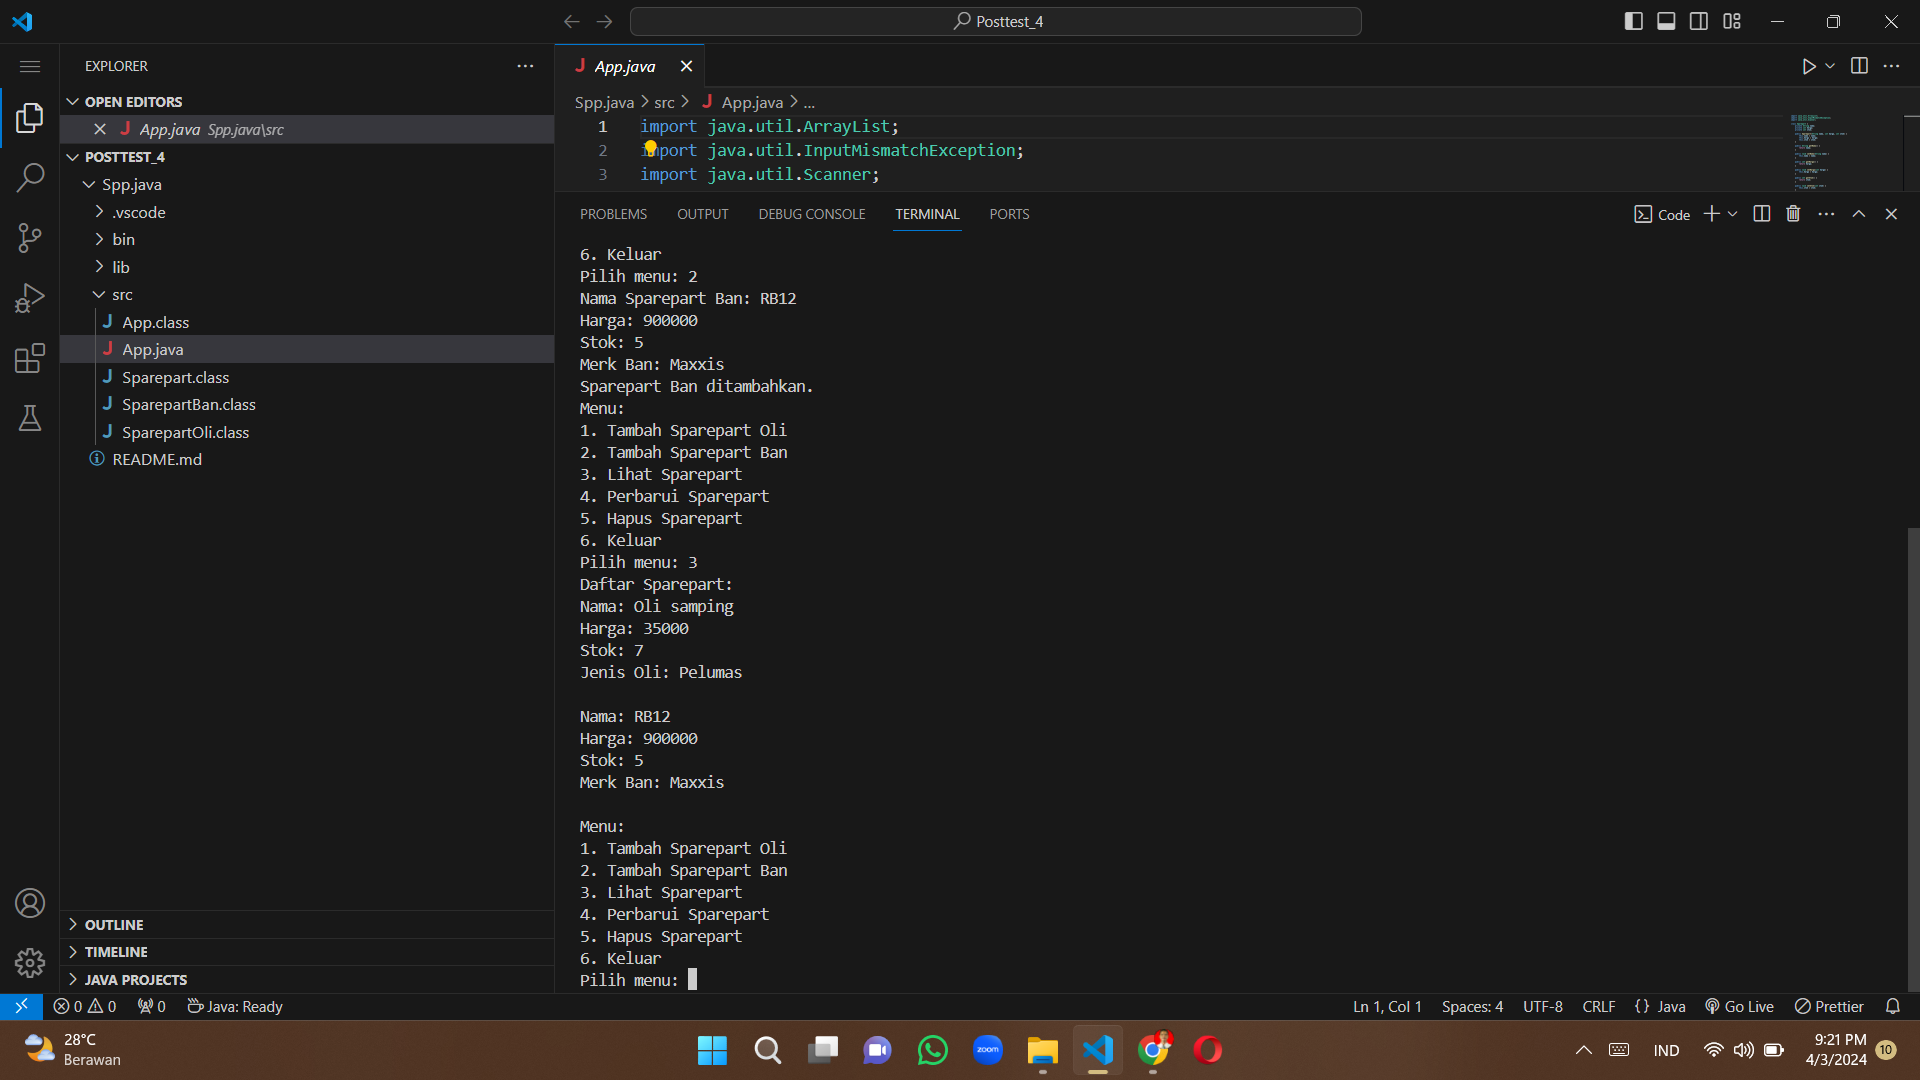 Posttest_4
EXPLORER
OPEN EDITORS
App.java Spp.java\src
POSTTEST_4
Spp.java
.vscode
bin
lib
src
App.class
App.java
Sparepart.class
SparepartBan.class
SparepartOli.class
README.md
OUTLINE
TIMELINE
JAVA PROJECTS
App.java
Spp.java > src > App.java > ...
1 import java.util.ArrayList;
2 import java.util.InputMismatchException;
3 import java.util.Scanner;
PROBLEMS OUTPUT DEBUG CONSOLE TERMINAL PORTS
Code
6. Keluar
Pilih menu: 2
Nama Sparepart Ban: RB12
Harga: 900000
Stok: 5
Merk Ban: Maxxis
Sparepart Ban ditambahkan.
Menu:
1. Tambah Sparepart Oli
2. Tambah Sparepart Ban
3. Lihat Sparepart
4. Perbarui Sparepart
5. Hapus Sparepart
6. Keluar
Pilih menu: 3
Daftar Sparepart:
Nama: Oli samping
Harga: 35000
Stok: 7
Jenis Oli: Pelumas
Nama: RB12
Harga: 900000
Stok: 5
Merk Ban: Maxxis
Menu:
1. Tambah Sparepart Oli
2. Tambah Sparepart Ban
3. Lihat Sparepart
4. Perbarui Sparepart
5. Hapus Sparepart
6. Keluar
Pilih menu:
0 0 0 Java: Ready
Ln 1, Col 1 Spaces: 4 UTF-8 CRLF {} Java Go Live Prettier
28°C
Berawan
zoom
IND
9:21 PM
4/3/2024
10